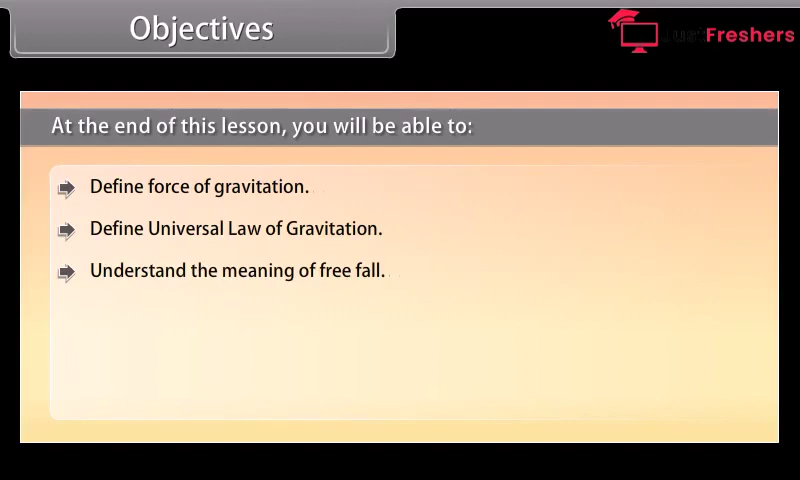 Objectives
Just Freshers
At the end of this lesson, you will be able to:
Define force of gravitation.
Define Universal Law of Gravitation.
Understand the meaning of free fall.